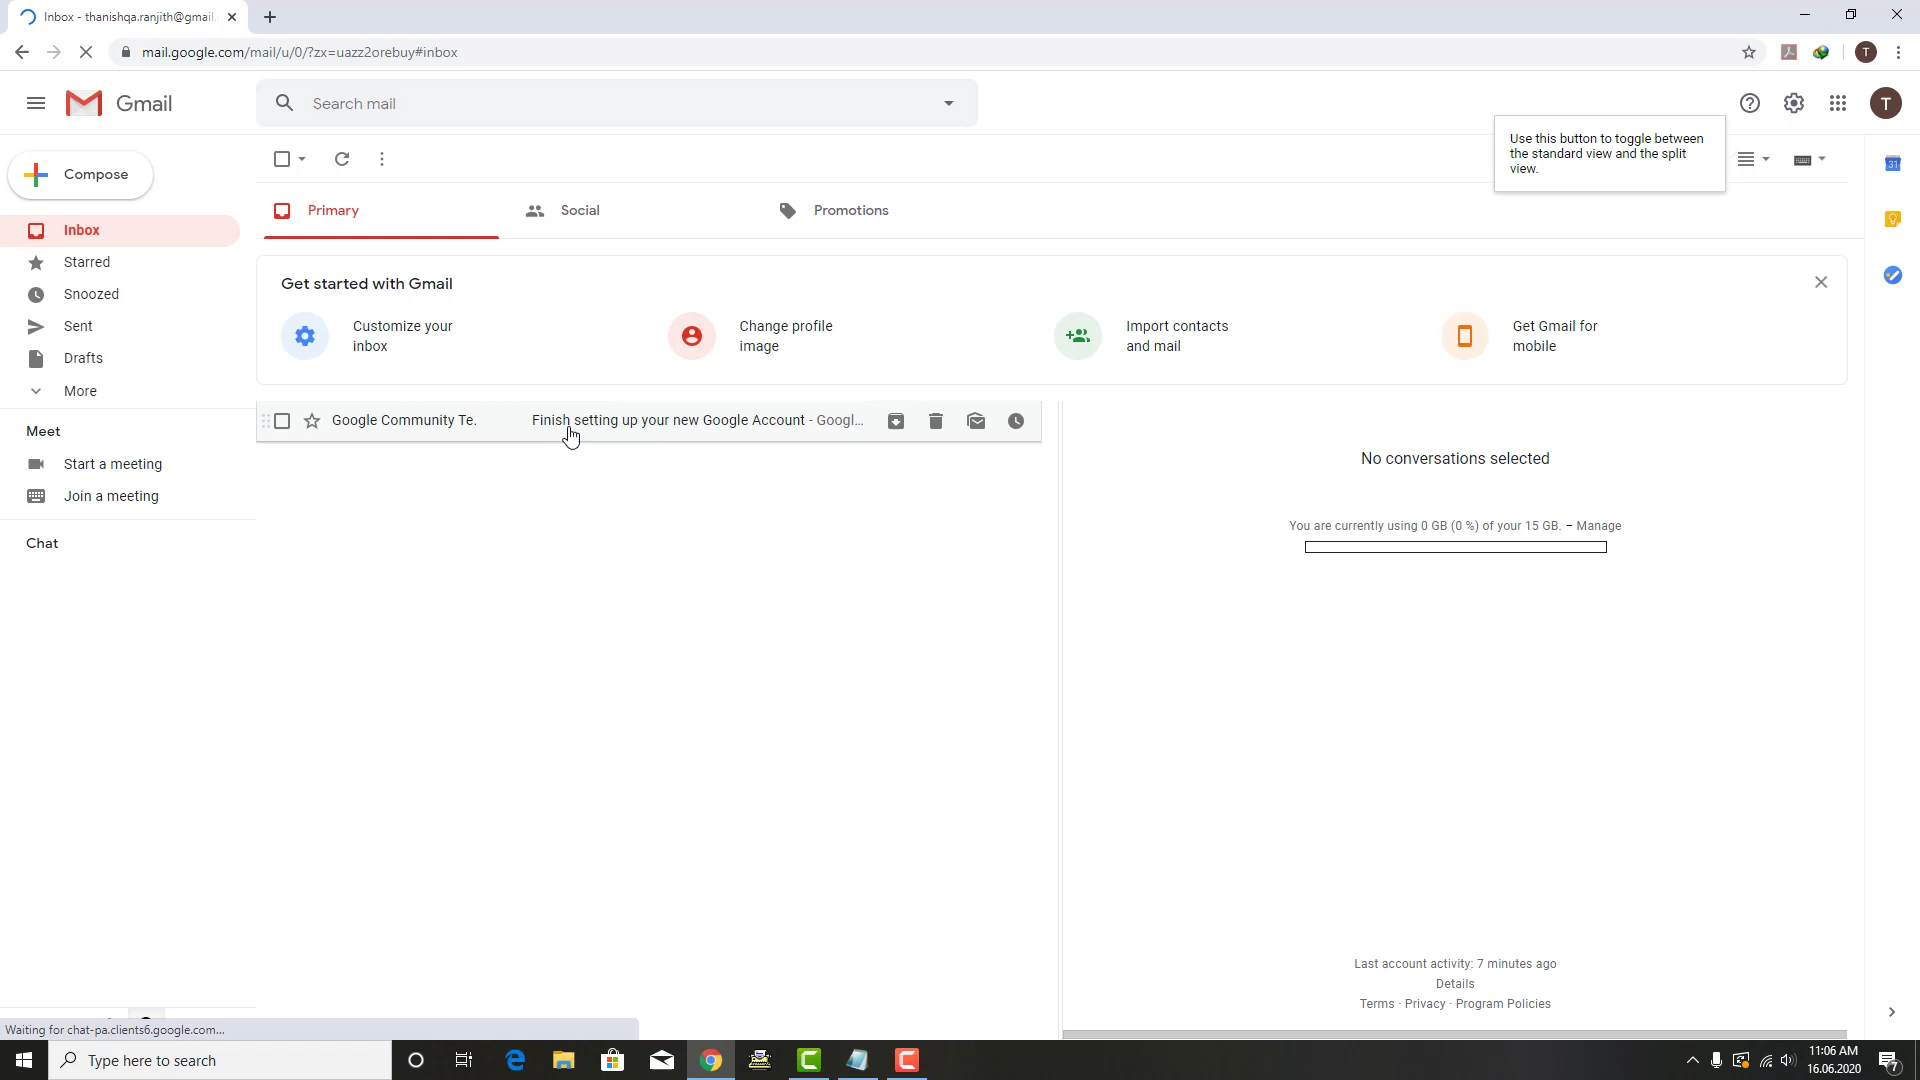 Inbox - thanishqa.ranjith@gmail.
mail.google.com/mail/u/0/?zx=uazz2orebuy#inbox
T
Gmail
Search mail
T
Use this button to toggle between
the standard view and the split
view.
Compose
31
Primary
Social
Promotions
Inbox
Starred
Snoozed
Sent
Drafts
More
Get started with Gmail
Customize your
inbox
Change profile
image
Import contacts
and mail
Get Gmail for
mobile
Google Community Te.
Finish setting up your new Google Account - Googl...
Meet
Start a meeting
Join a meeting
Chat
No conversations selected
You are currently using 0 GB (0 %) of your 15 GB. – Manage
Last account activity: 7 minutes ago
Details
Terms · Privacy · Program Policies
Waiting for chat-pa.clients6.google.com...
Type here to search
11:06 AM
16.06.2020
7